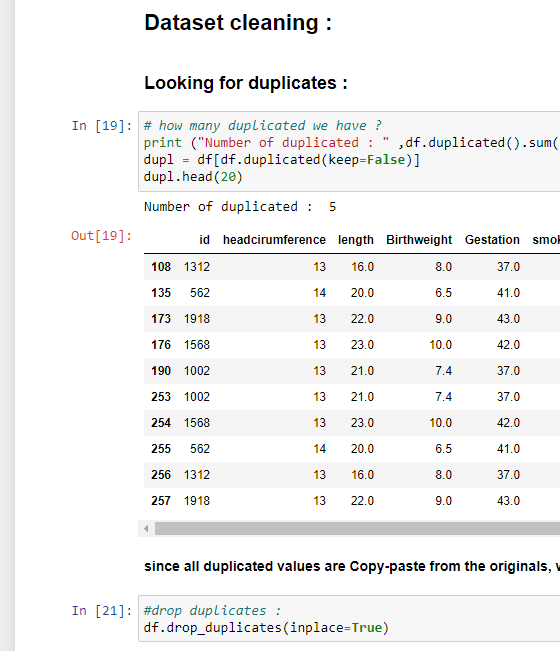 Dataset cleaning :
Looking for duplicates :
In [19]: # how many duplicated we have ?
print ("Number of duplicated : " ,df.duplicated().sum(
dupl = df[df.duplicated(keep=False)]
dupl.head(20)
Number of duplicated :  5
Out[19]:
id headcirumference length Birthweight Gestation smok
108 1312 13 16.0 8.0 37.0
135 562 14 20.0 6.5 41.0
173 1918 13 22.0 9.0 43.0
176 1568 13 23.0 10.0 42.0
190 1002 13 21.0 7.4 37.0
253 1002 13 21.0 7.4 37.0
254 1568 13 23.0 10.0 42.0
255 562 14 20.0 6.5 41.0
256 1312 13 16.0 8.0 37.0
257 1918 13 22.0 9.0 43.0
since all duplicated values are Copy-paste from the originals,
In [21]: #drop duplicates :
df.drop_duplicates(inplace=True)